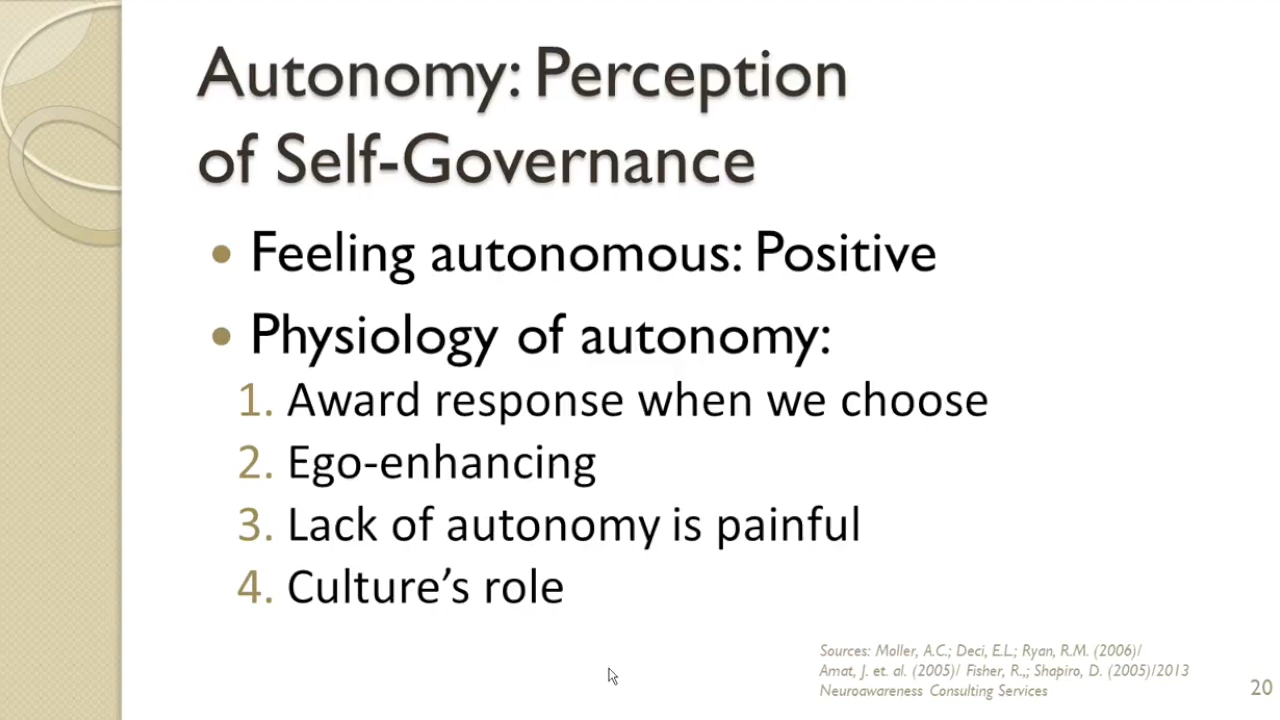 Autonomy: Perception
of Self-Governance
• Feeling autonomous: Positive
• Physiology of autonomy:
1. Award response when we choose
2. Ego-enhancing
3. Lack of autonomy is painful
4. Culture’s role
Sources: Moller, A.C.; Deci, E.L.; Ryan, R.M. (2006)/
Amat, J. et. al. (2005)/ Fisher, R.,; Shapiro, D. (2005)/2013
Neuroawareness Consulting Services
20